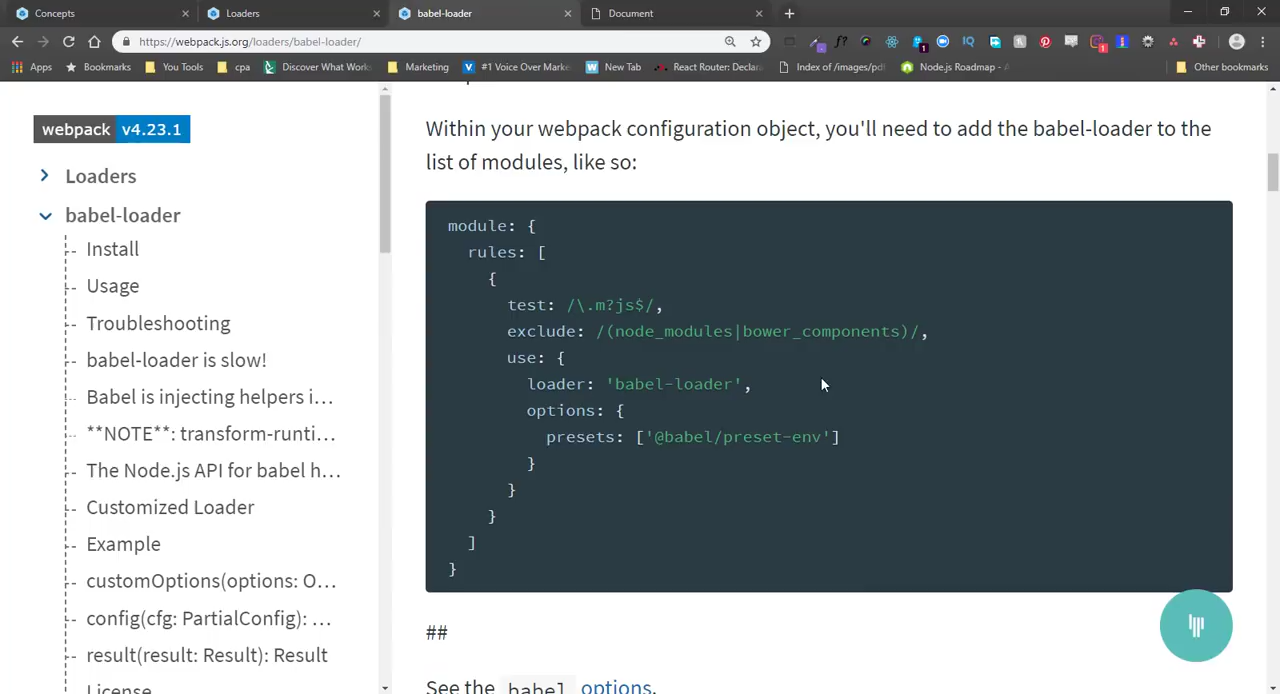 Concepts
Loaders
babel-loader
Document
https://webpack.js.org/loaders/babel-loader/
Apps
Bookmarks
You Tools
cpa
Discover What Work
Marketing
#1 Voice Over Marke
New Tab
React Router: Declar
Index of /images/pdf
Node.js Roadmap - A
Other bookmarks
webpack v4.23.1
Loaders
babel-loader
Install
Usage
Troubleshooting
babel-loader is slow!
Babel is injecting helpers i…
**NOTE**: transform-runti…
The Node.js API for babel h…
Customized Loader
Example
customOptions(options: O…
config(cfg: PartialConfig): …
result(result: Result): Result
License
Within your webpack configuration object, you'll need to add the babel-loader to the
list of modules, like so:
module: {
rules: [
{
test: /\.m?js$/,
exclude: /(node_modules|bower_components)/,
use: {
loader: 'babel-loader',
options: {
presets: ['@babel/preset-env']
}
}
}
]
}
##
See the babel options.